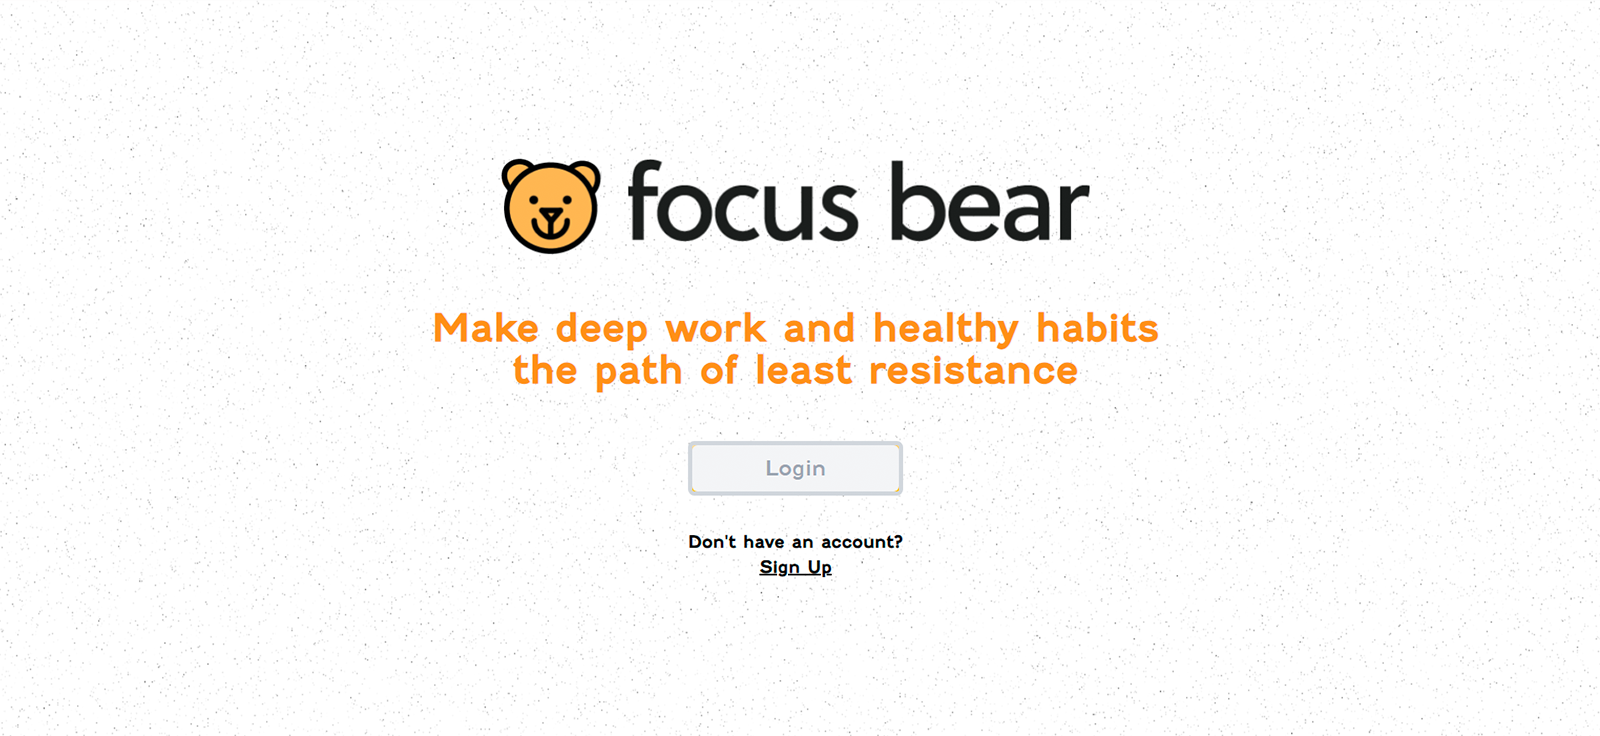 focus bear
Make deep work and healthy habits
the path of least resistance
Login
Don't have an account?
Sign Up